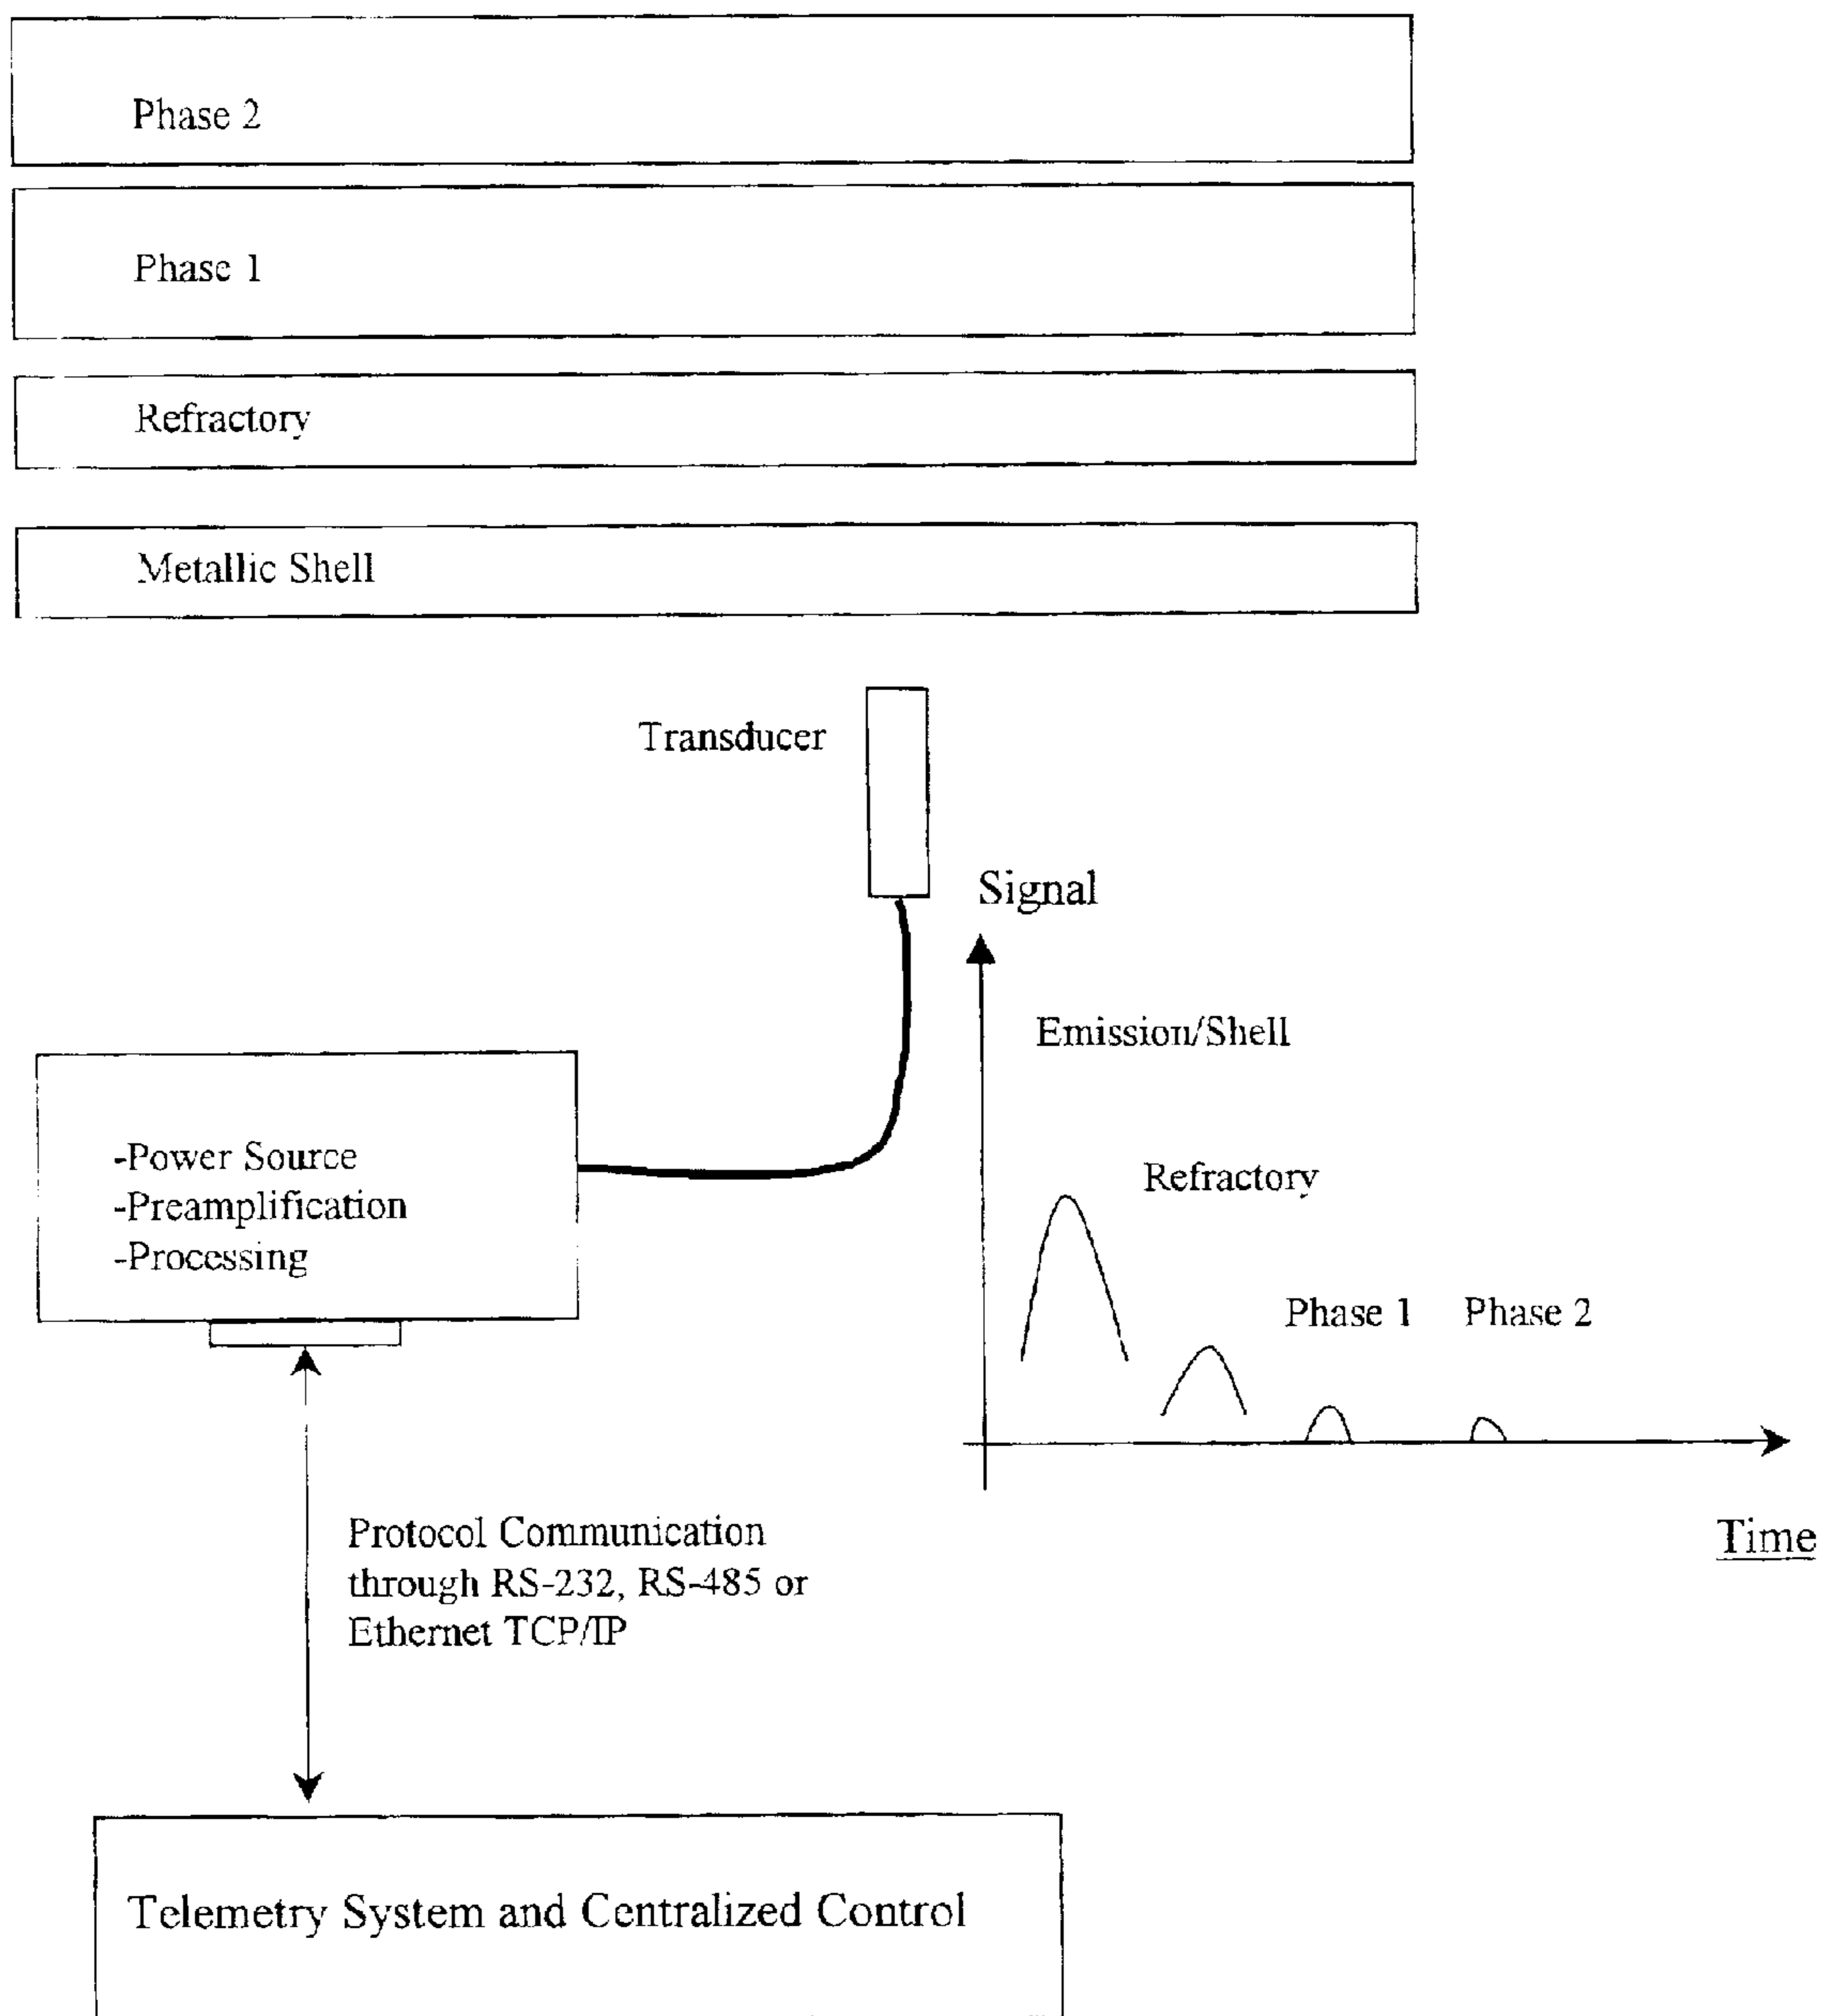 Phase 2
Phase 1
Refractory
Metallic Shell
Transducer
Signal
Emission/Shell
Refractory
Phase 1
Phase 2
Time
-Power Source
-Preamplification
-Processing
Protocol Communication
through RS-232, RS-485 or
Ethernet TCP/IP
Telemetry System and Centralized Control